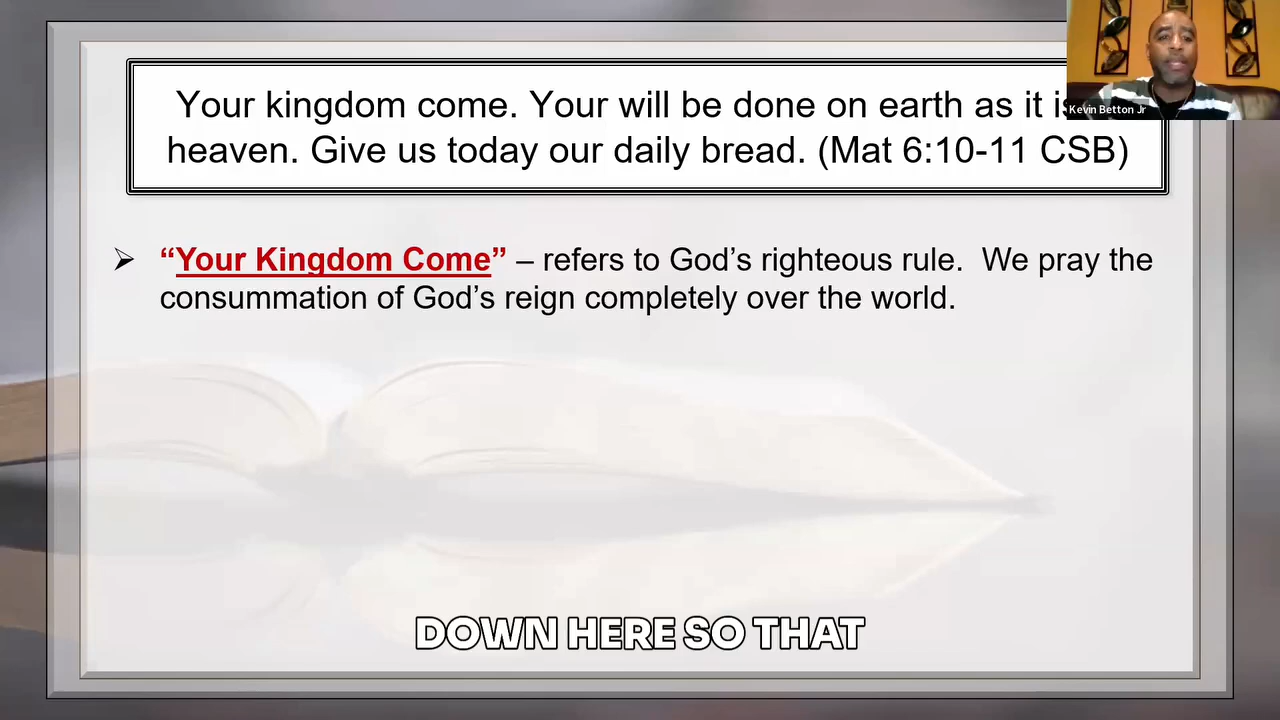 Your kingdom come. Your will be done on earth as it
heaven. Give us today our daily bread. (Mat 6:10-11 CSB)
Kevin Betton Jr
➢ “Your Kingdom Come” – refers to God’s righteous rule.  We pray the
consummation of God’s reign completely over the world.
DOWN HERE SO THAT